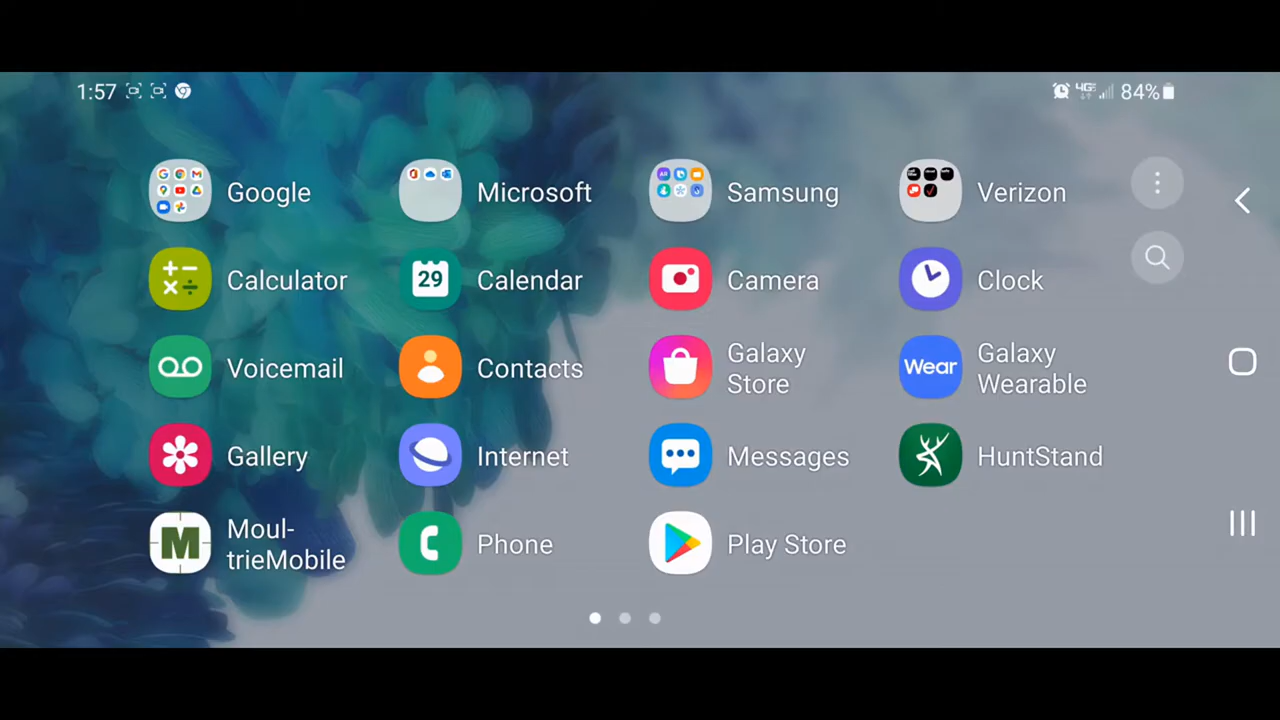 1:57
4G 84%
Google
Microsoft
Samsung
Verizon
Calculator
29
Calendar
Camera
Clock
Voicemail
Contacts
Galaxy
Store
Wear
Galaxy
Wearable
Gallery
Internet
Messages
HuntStand
M
Moul-
trieMobile
Phone
Play Store